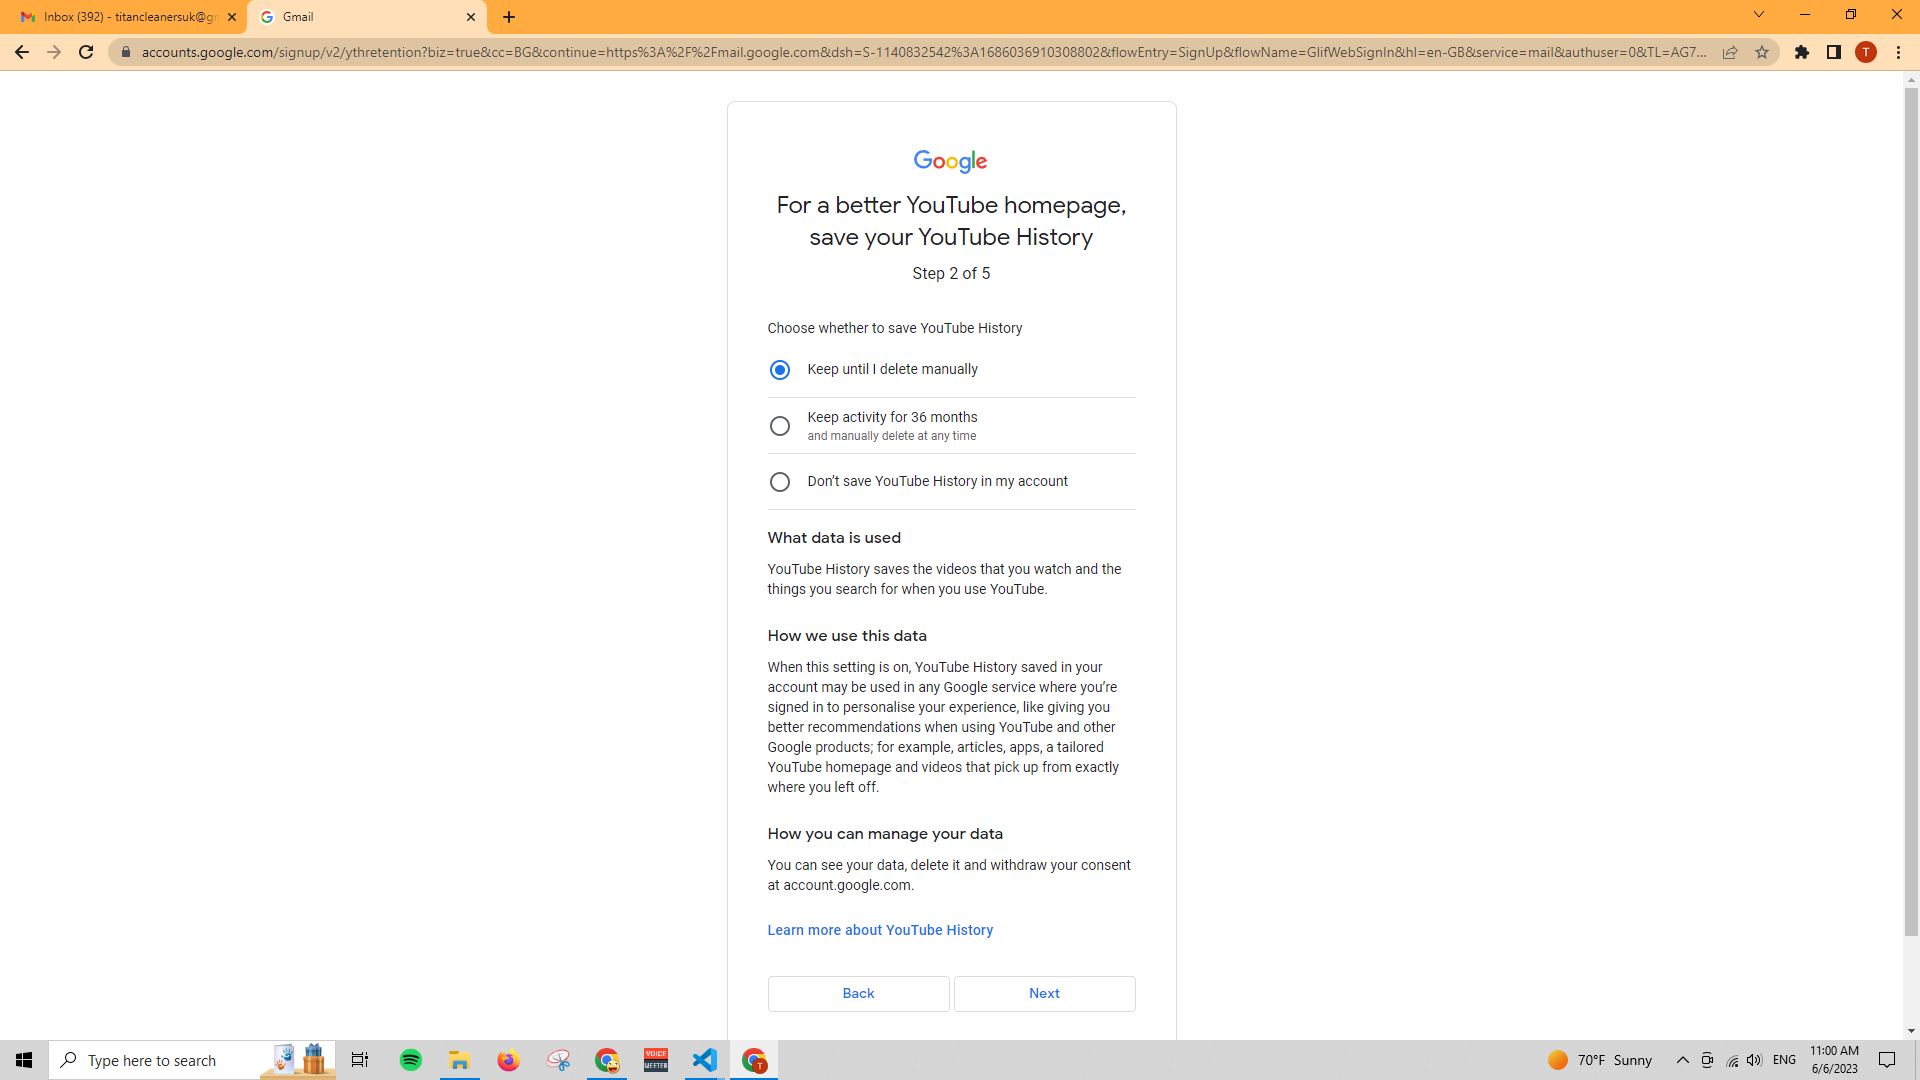 Inbox (392) - titancleanersuk@gm
Gmail
accounts.google.com/signup/v2/ythretention?biz=true&cc=BG&continue=https%3A%2F%2Fmail.google.com&dsh=S-1140832542%3A1686036910308802&flowEntry=SignUp&flowName=GlifWebSignIn&hl=en-GB&service=mail&authuser=0&TL=AG7...
T
Google
For a better YouTube homepage,
save your YouTube History
Step 2 of 5
Choose whether to save YouTube History
Keep until I delete manually
Keep activity for 36 months
and manually delete at any time
Don’t save YouTube History in my account
What data is used
YouTube History saves the videos that you watch and the
things you search for when you use YouTube.
How we use this data
When this setting is on, YouTube History saved in your
account may be used in any Google service where you’re
signed in to personalise your experience, like giving you
better recommendations when using YouTube and other
Google products; for example, articles, apps, a tailored
YouTube homepage and videos that pick up from exactly
where you left off.
How you can manage your data
You can see your data, delete it and withdraw your consent
at account.google.com.
Learn more about YouTube History
Back
Next
Type here to search
VOICE
MEETER
T
70°F Sunny
ENG
11:00 AM
6/6/2023